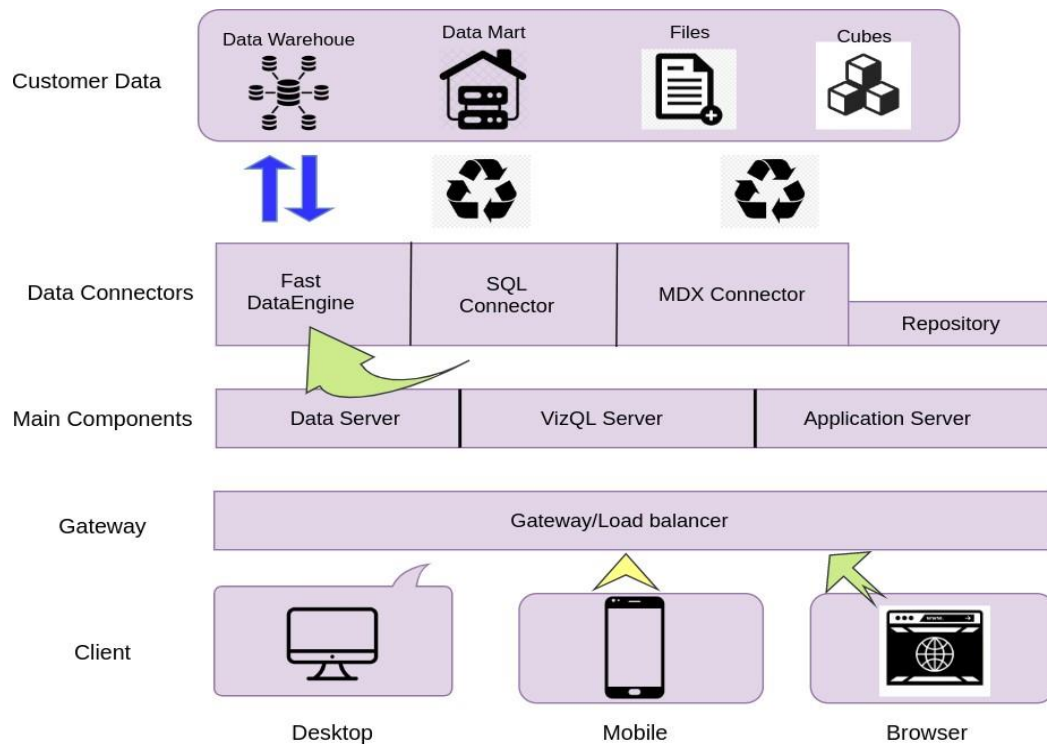 Data Warehoue
Data Mart
Files
Cubes
Customer Data
Fast
DataEngine
SQL
Connector
MDX Connector
Data Connectors
Repository
Main Components
Data Server
VizQL Server
Application Server
Gateway
Gateway/Load balancer
www.
Client
Desktop
Mobile
Browser